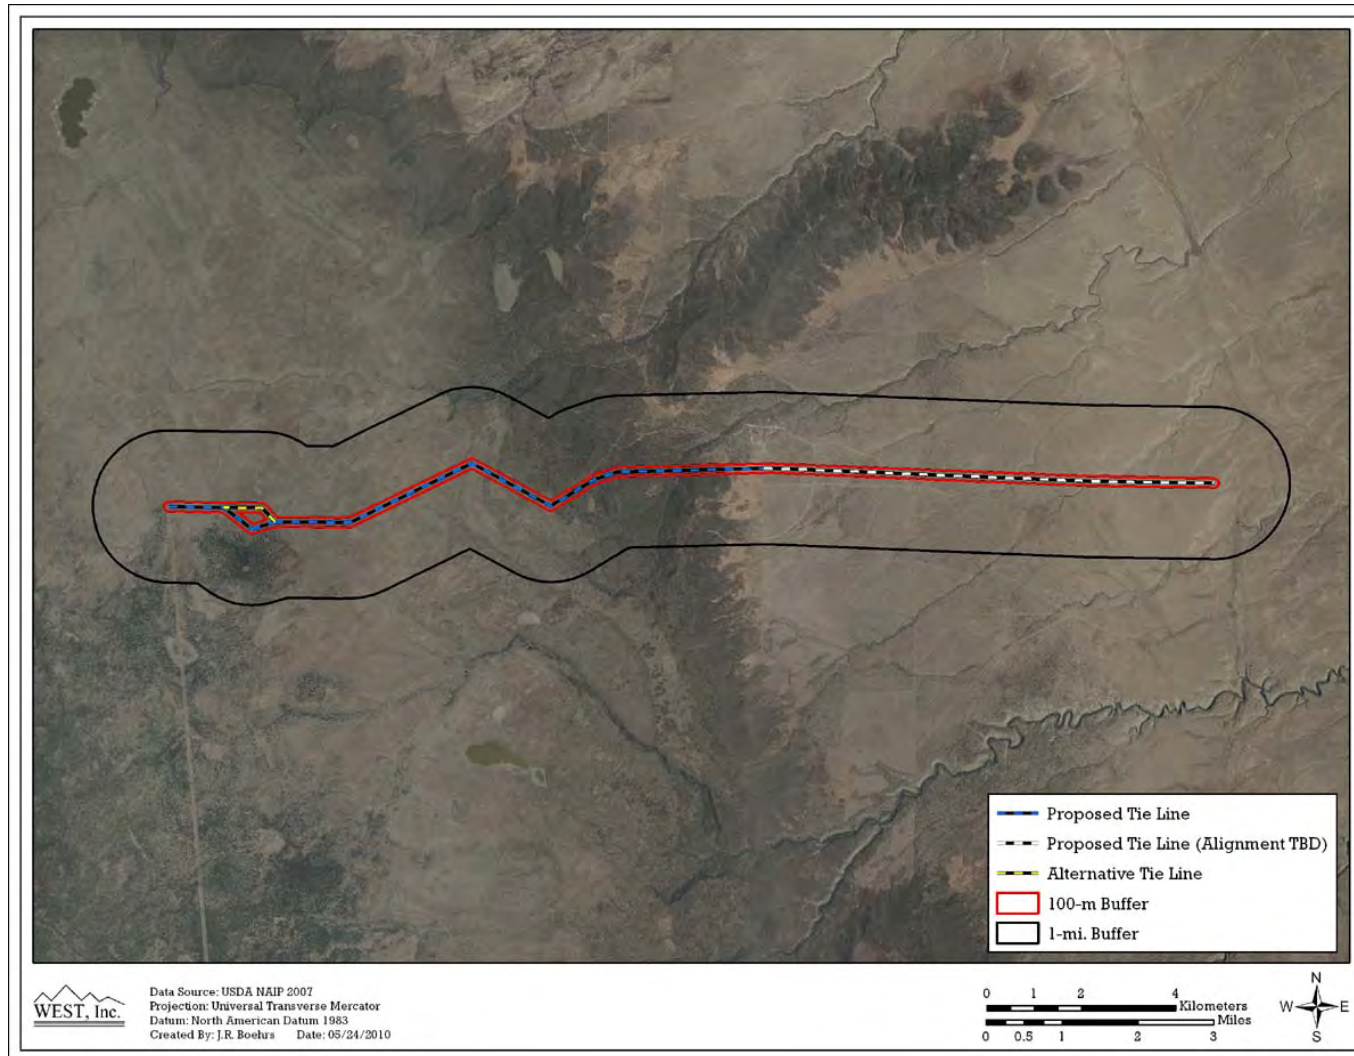 Proposed Tie Line
Proposed Tie Line (Alignment TBD)
Alternative Tie Line
100-m Buffer
1-mi. Buffer
WEST, Inc.
Data Source: USDA NAIP 2007
Projection: Universal Transverse Mercator
Datum: North American Datum 1983
Created By: J.R. Boehrs Date: 05/24/2010
0 1 2 4
Kilometers
Miles
0 0.5 1 2 3
N
W E
S